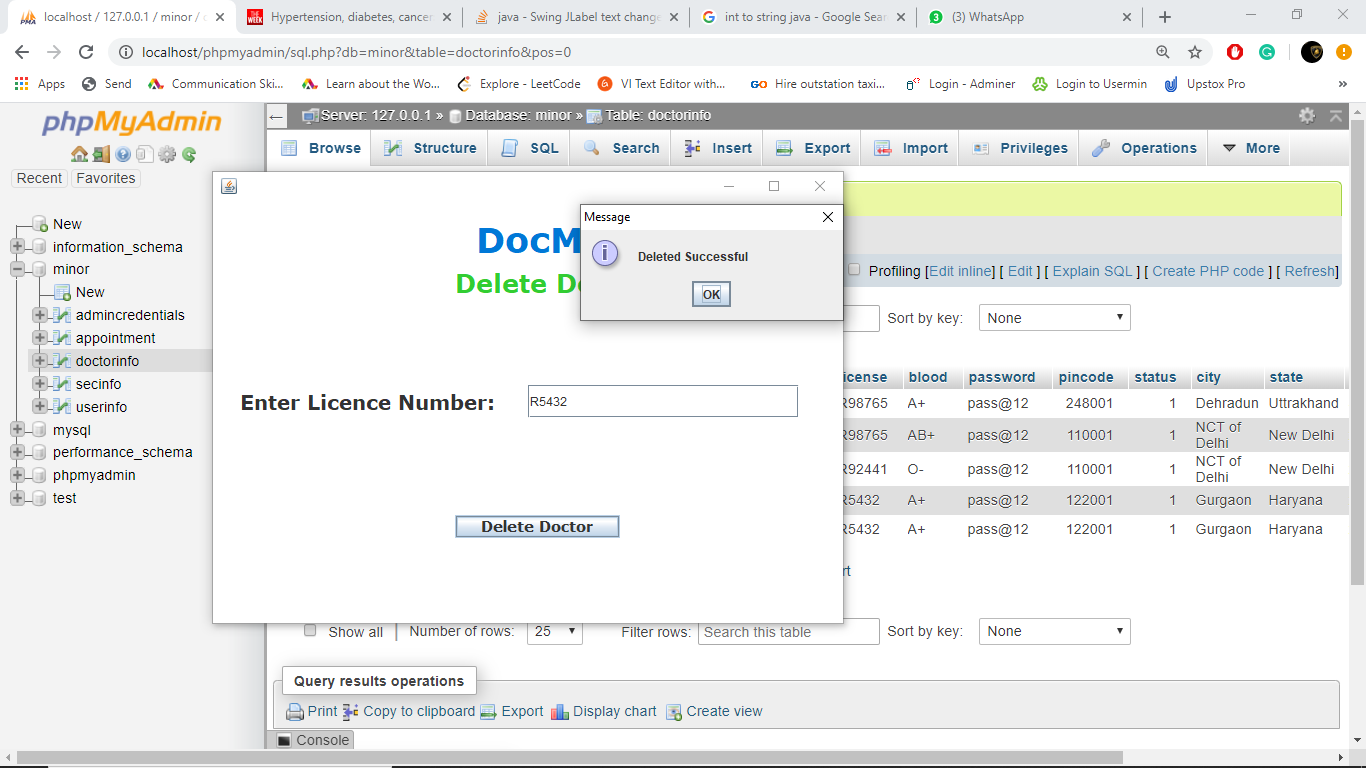 localhost / 127.0.0.1 / minor / d
Hypertension, diabetes, cancer
java - Swing JLabel text change
int to string java - Google Sear
(3) WhatsApp
localhost/phpmyadmin/sql.php?db=minor&table=doctorinfo&pos=0
Apps Send Communication Ski... Learn about the Wo... Explore - LeetCode VI Text Editor with... GO Hire outstation taxi... Login - Adminer Login to Usermin Upstox Pro »
phpMyAdmin
Recent Favorites
New
information_schema
minor
New
admincredentials
appointment
doctorinfo
secinfo
userinfo
mysql
performance_schema
phpmyadmin
test
Server: 127.0.0.1 » Database: minor » Table: doctorinfo
Browse Structure SQL Search Insert Export Import Privileges Operations More
Message
Deleted Successful
OK
DocM
Delete Do
Enter Licence Number: R5432
Delete Doctor
Profiling [Edit inline] [ Edit ] [ Explain SQL ] [ Create PHP code ] [ Refresh]
Sort by key: None
icense blood password pincode status city state
R98765 A+ pass@12 248001 1 Dehradun Uttrakhand
R98765 AB+ pass@12 110001 1 NCT of Delhi New Delhi
R92441 O- pass@12 110001 1 NCT of Delhi New Delhi
R5432 A+ pass@12 122001 1 Gurgaon Haryana
R5432 A+ pass@12 122001 1 Gurgaon Haryana
rt
Show all Number of rows: 25 Filter rows: Search this table Sort by key: None
Query results operations
Print Copy to clipboard Export Display chart Create view
Console